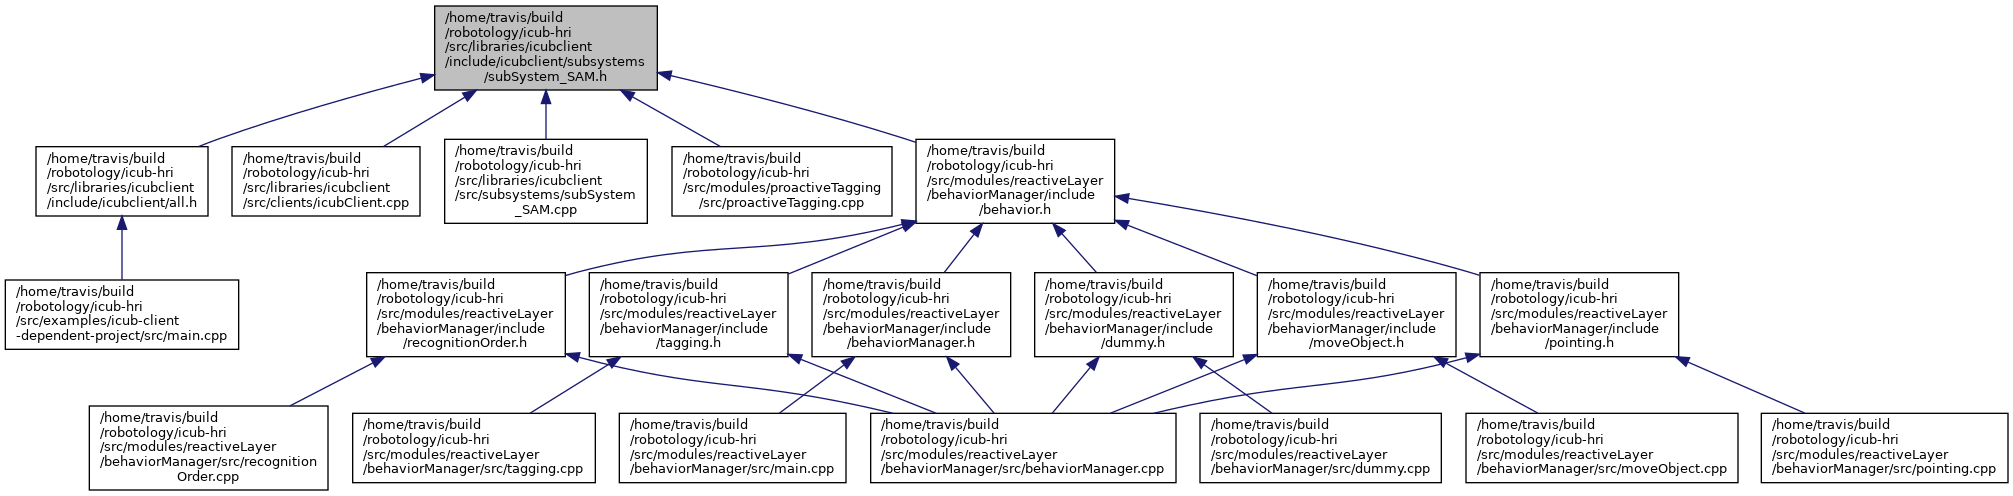 /home/travis/build
/robotology/icub-hri
/src/libraries/icubclient
/include/icubclient/subsystems
/subSystem_SAM.h
/home/travis/build
/robotology/icub-hri
/src/libraries/icubclient
/include/icubclient/all.h
/home/travis/build
/robotology/icub-hri
/src/libraries/icubclient
/src/clients/icubClient.cpp
/home/travis/build
/robotology/icub-hri
/src/libraries/icubclient
/src/subsystems/subSystem
_SAM.cpp
/home/travis/build
/robotology/icub-hri
/src/modules/proactiveTagging
/src/proactiveTagging.cpp
/home/travis/build
/robotology/icub-hri
/src/modules/reactiveLayer
/behaviorManager/include
/behavior.h
/home/travis/build
/robotology/icub-hri
/src/examples/icub-client
-dependent-project/src/main.cpp
/home/travis/build
/robotology/icub-hri
/src/modules/reactiveLayer
/behaviorManager/include
/recognitionOrder.h
/home/travis/build
/robotology/icub-hri
/src/modules/reactiveLayer
/behaviorManager/include
/tagging.h
/home/travis/build
/robotology/icub-hri
/src/modules/reactiveLayer
/behaviorManager/include
/behaviorManager.h
/home/travis/build
/robotology/icub-hri
/src/modules/reactiveLayer
/behaviorManager/include
/dummy.h
/home/travis/build
/robotology/icub-hri
/src/modules/reactiveLayer
/behaviorManager/include
/moveObject.h
/home/travis/build
/robotology/icub-hri
/src/modules/reactiveLayer
/behaviorManager/include
/pointing.h
/home/travis/build
/robotology/icub-hri
/src/modules/reactiveLayer
/behaviorManager/src/recognition
Order.cpp
/home/travis/build
/robotology/icub-hri
/src/modules/reactiveLayer
/behaviorManager/src/tagging.cpp
/home/travis/build
/robotology/icub-hri
/src/modules/reactiveLayer
/behaviorManager/src/main.cpp
/home/travis/build
/robotology/icub-hri
/src/modules/reactiveLayer
/behaviorManager/src/behaviorManager.cpp
/home/travis/build
/robotology/icub-hri
/src/modules/reactiveLayer
/behaviorManager/src/dummy.cpp
/home/travis/build
/robotology/icub-hri
/src/modules/reactiveLayer
/behaviorManager/src/moveObject.cpp
/home/travis/build
/robotology/icub-hri
/src/modules/reactiveLayer
/behaviorManager/src/pointing.cpp